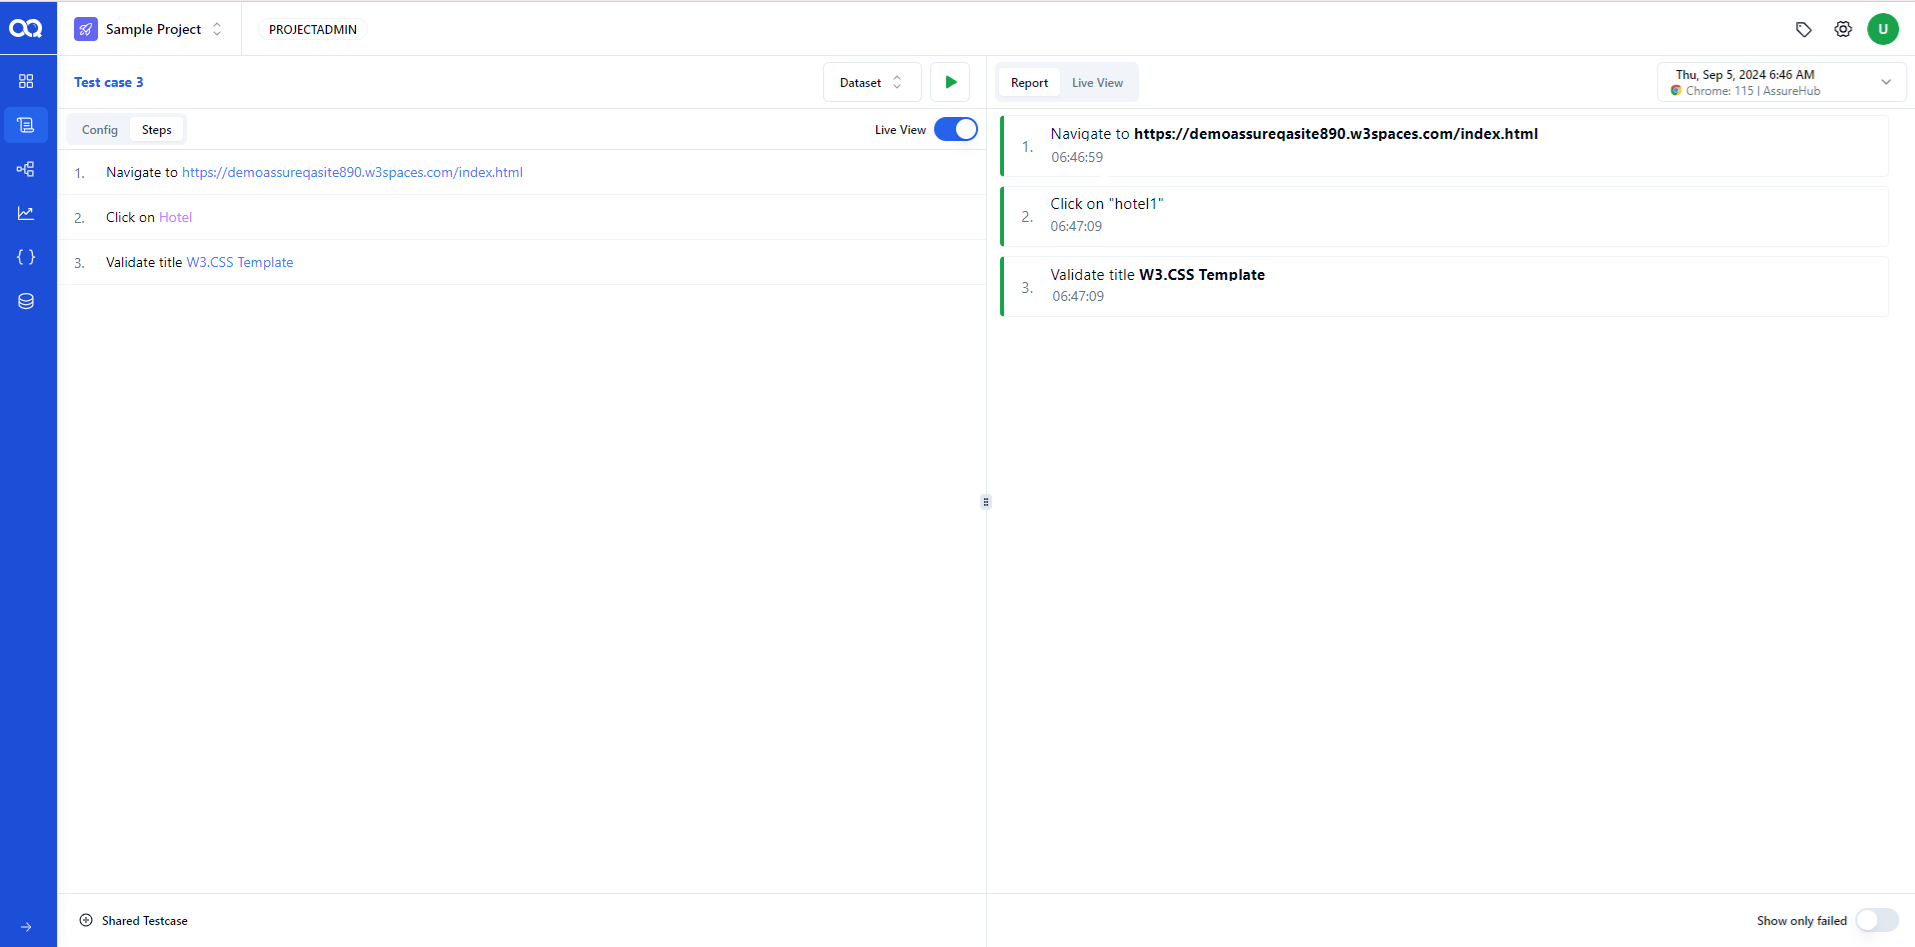 Sample Project
PROJECTADMIN
U
Test case 3
Dataset
Report
Live View
Thu, Sep 5, 2024 6:46 AM
Chrome: 115 | AssureHub
Config
Steps
Live View
1.
Navigate to https://demoassureqasite890.w3spaces.com/index.html
2.
Click on Hotel
3.
Validate title W3.CSS Template
1.
Navigate to https://demoassureqasite890.w3spaces.com/index.html
06:46:59
2.
Click on "hotel1"
06:47:09
3.
Validate title W3.CSS Template
06:47:09
Shared Testcase
Show only failed